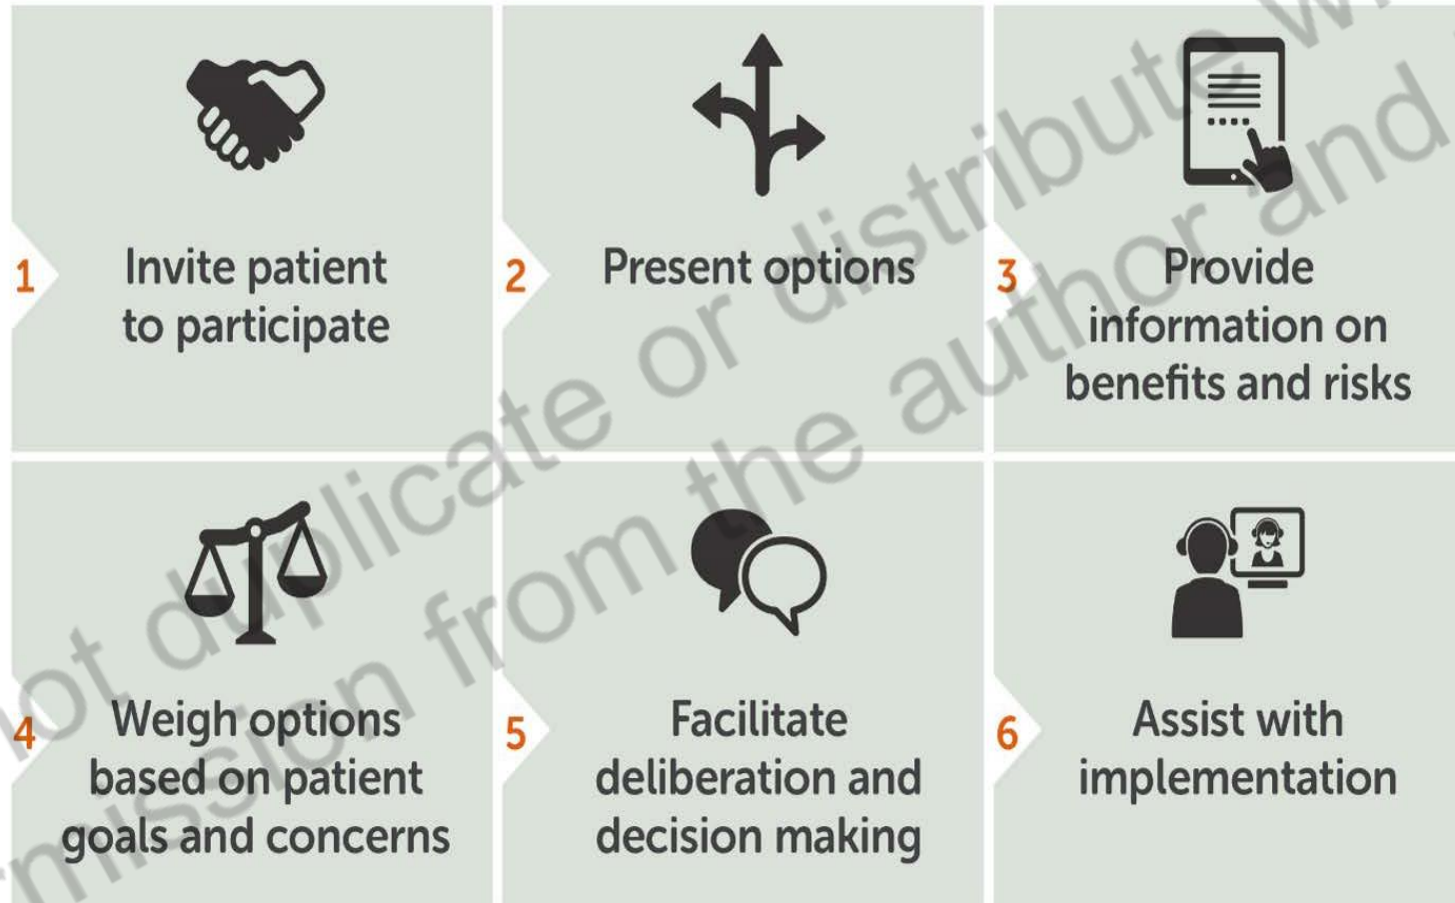 1
Invite patient
to participate
2
Present options
3
Provide
information on
benefits and risks
4
Weigh options
based on patient
goals and concerns
5
Facilitate
deliberation and
decision making
6
Assist with
implementation
not duplicate or distribute
from the author and